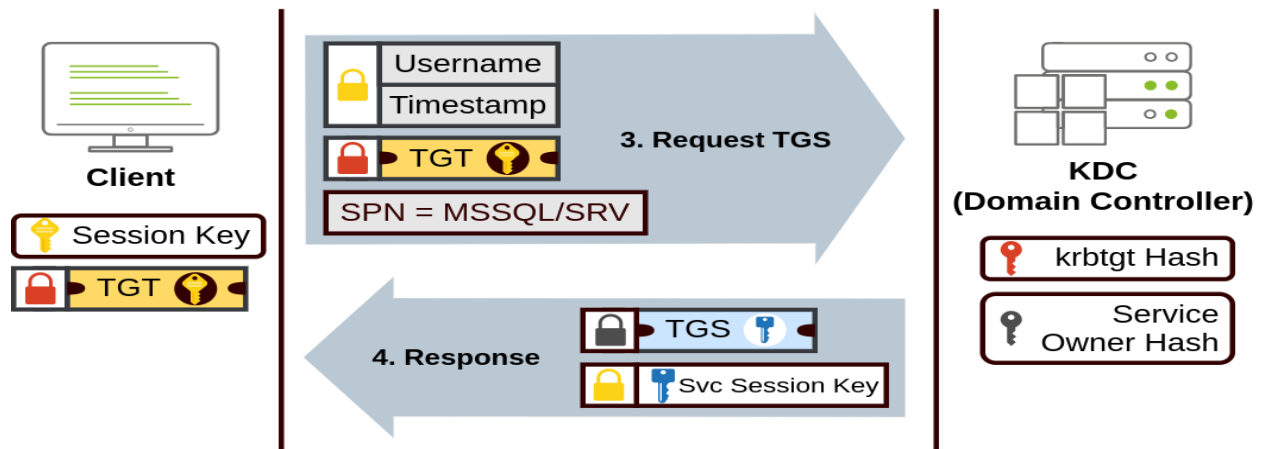 Client
Session Key
TGT
Username
Timestamp
TGT
SPN = MSSQL/SRV
3. Request TGS
4. Response
TGS
Svc Session Key
KDC
(Domain Controller)
krbtgt Hash
Service
Owner Hash